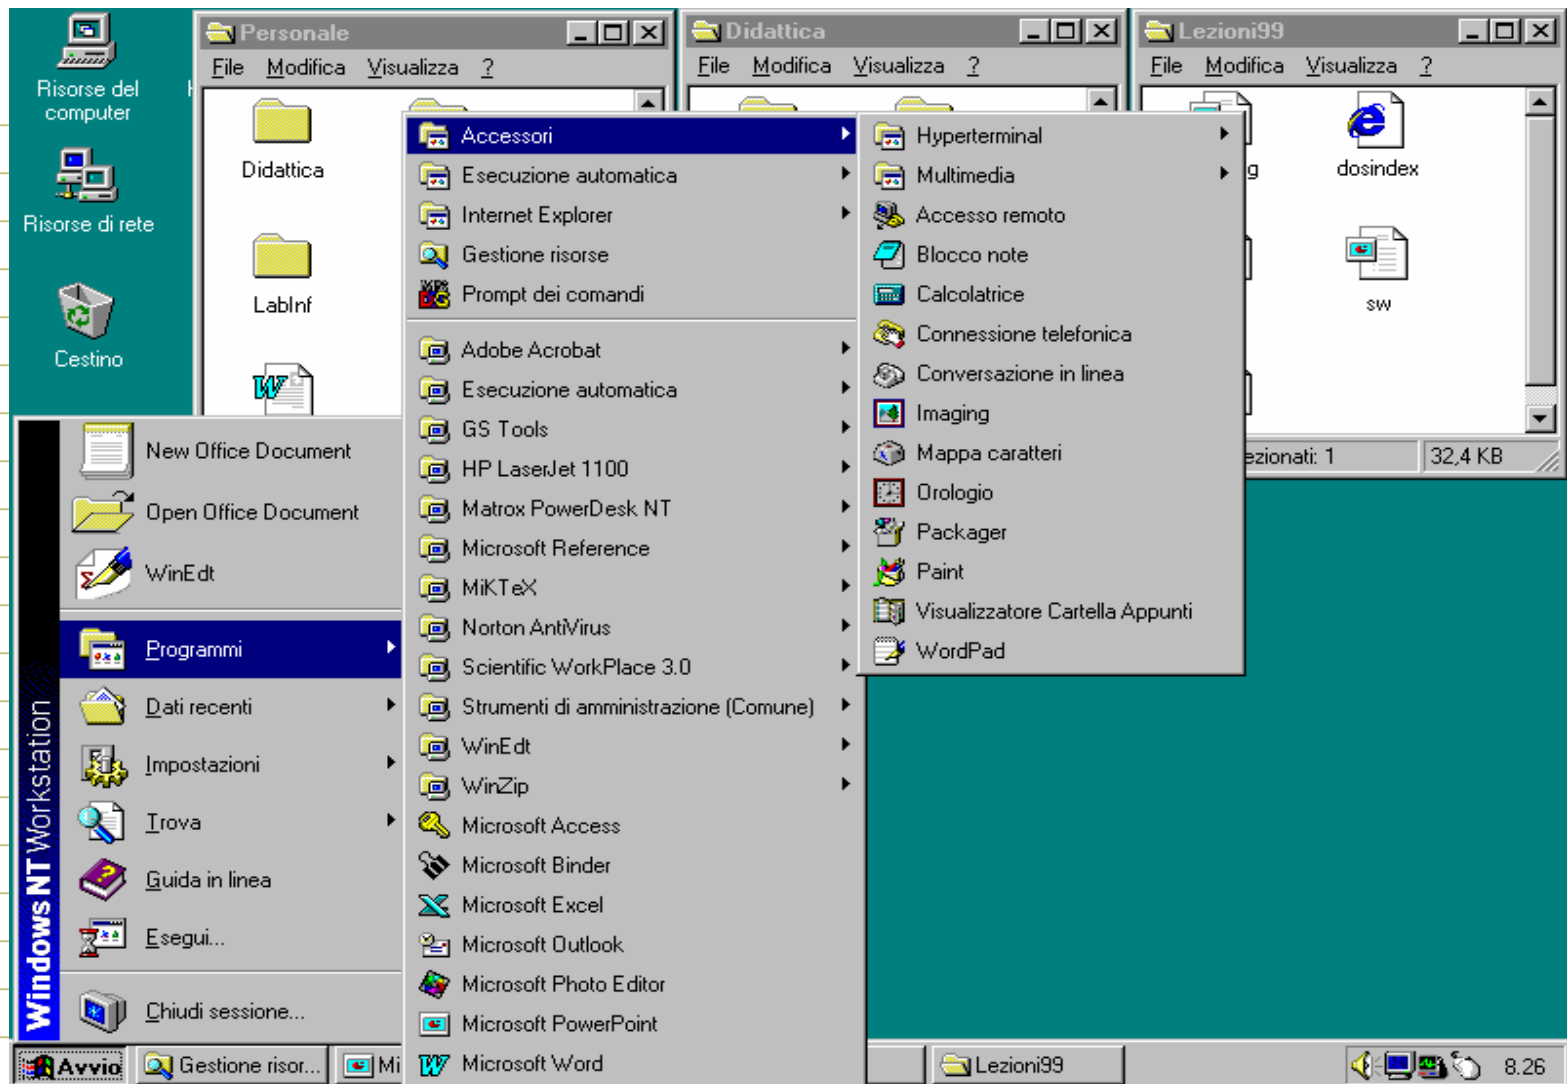 Risorse del
computer
Risorse di rete
Cestino
Personale
File Modifica Visualizza ?
Didattica
LabInf
Didattica
File Modifica Visualizza ?
Lezioni99
File Modifica Visualizza ?
dosindex
sw
32,4 KB
Accessori
Esecuzione automatica
Internet Explorer
Gestione risorse
Prompt dei comandi
Adobe Acrobat
Esecuzione automatica
GS Tools
HP LaserJet 1100
Matrox PowerDesk NT
Microsoft Reference
MiKTeX
Norton AntiVirus
Scientific WorkPlace 3.0
Strumenti di amministrazione (Comune)
WinEdt
WinZip
Microsoft Access
Microsoft Binder
Microsoft Excel
Microsoft Outlook
Microsoft Photo Editor
Microsoft PowerPoint
Microsoft Word
Hyperterminal
Multimedia
Accesso remoto
Blocco note
Calcolatrice
Connessione telefonica
Conversazione in linea
Imaging
Mappa caratteri
Orologio
Packager
Paint
Visualizzatore Cartella Appunti
WordPad
New Office Document
Open Office Document
WinEdt
Programmi
Dati recenti
Impostazioni
Trova
Guida in linea
Esegui...
Chiudi sessione...
Windows NT Workstation
Avvio
Gestione risor...
Lezioni99
8.26